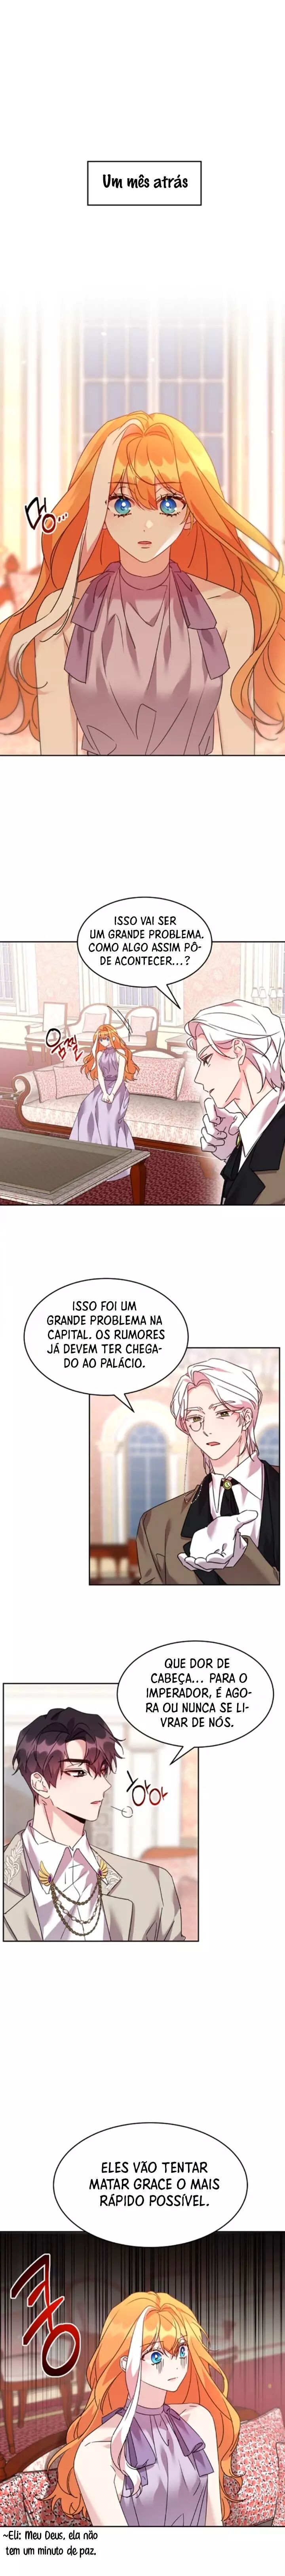 Um mês atrás
멍...
ISSO VAI SER
UM GRANDE PROBLEMA.
COMO ALGO ASSIM PÔ-
DE ACONTECER...?
움찔
ISSO FOI UM
GRANDE PROBLEMA NA
CAPITAL. OS RUMORES
JÁ DEVEM TER CHEGA-
DO AO PALÁCIO.
QUE DOR DE
CABEÇA... PARA O
IMPERADOR, É AGO-
RA OU NUNCA SE LI-
VRAR DE NÓS.
ELES VÃO TENTAR
MATAR GRACE O MAIS
RÁPIDO POSSÍVEL.
~Eli: Meu Deus, ela não
tem um minuto de paz.